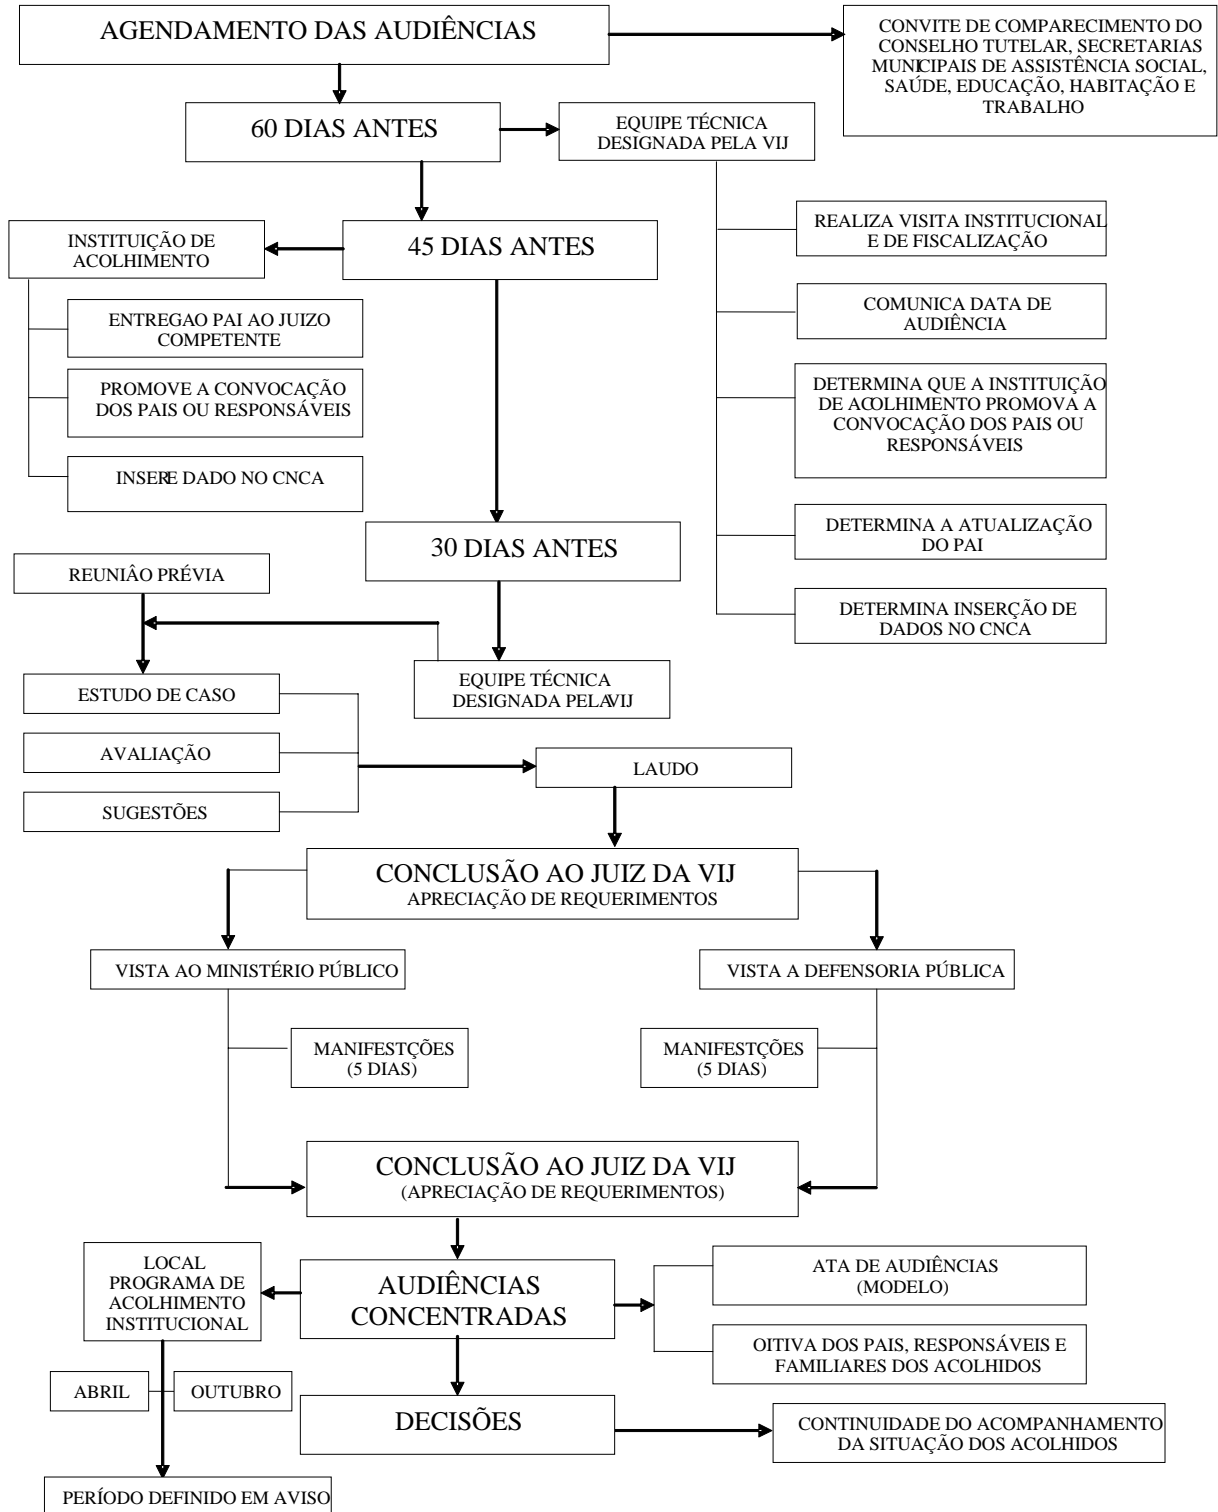 AGENDAMENTO DAS AUDIÊNCIAS
CONVITE DE COMPARECIMENTO DO
CONSELHO TUTELAR, SECRETARIAS
MUNICIPAIS DE ASSISTÊNCIA SOCIAL,
SAÚDE, EDUCAÇÃO, HABITAÇÃO E
TRABALHO
60 DIAS ANTES
EQUIPE TÉCNICA
DESIGNADA PELA VIJ
REALIZA VISITA INSTITUCIONAL
E DE FISCALIZAÇÃO
COMUNICA DATA DE
AUDIÊNCIA
DETERMINA QUE A INSTITUIÇÃO
DE ACOLHIMENTO PROMOVA A
CONVOCAÇÃO DOS PAIS OU
RESPONSÁVEIS
DETERMINA A ATUALIZAÇÃO
DO PAI
DETERMINA INSERÇÃO DE
DADOS NO CNCA
45 DIAS ANTES
INSTITUIÇÃO DE
ACOLHIMENTO
ENTREGAO PAI AO JUIZO
COMPETENTE
PROMOVE A CONVOCAÇÃO
DOS PAIS OU RESPONSÁVEIS
INSERE DADO NO CNCA
30 DIAS ANTES
REUNIÂO PRÉVIA
EQUIPE TÉCNICA
DESIGNADA PELAVIJ
ESTUDO DE CASO
AVALIAÇÃO
SUGESTÕES
LAUDO
CONCLUSÃO AO JUIZ DA VIJ
APRECIAÇÃO DE REQUERIMENTOS
VISTA AO MINISTÉRIO PÚBLICO
VISTA A DEFENSORIA PÚBLICA
MANIFESTÇÕES
(5 DIAS)
MANIFESTÇÕES
(5 DIAS)
CONCLUSÃO AO JUIZ DA VIJ
(APRECIAÇÃO DE REQUERIMENTOS)
LOCAL
PROGRAMA DE
ACOLHIMENTO
INSTITUCIONAL
AUDIÊNCIAS
CONCENTRADAS
ATA DE AUDIÊNCIAS
(MODELO)
OITIVA DOS PAIS, RESPONSÁVEIS E
FAMILIARES DOS ACOLHIDOS
ABRIL
OUTUBRO
DECISÕES
CONTINUIDADE DO ACOMPANHAMENTO
DA SITUAÇÃO DOS ACOLHIDOS
PERÍODO DEFINIDO EM AVISO